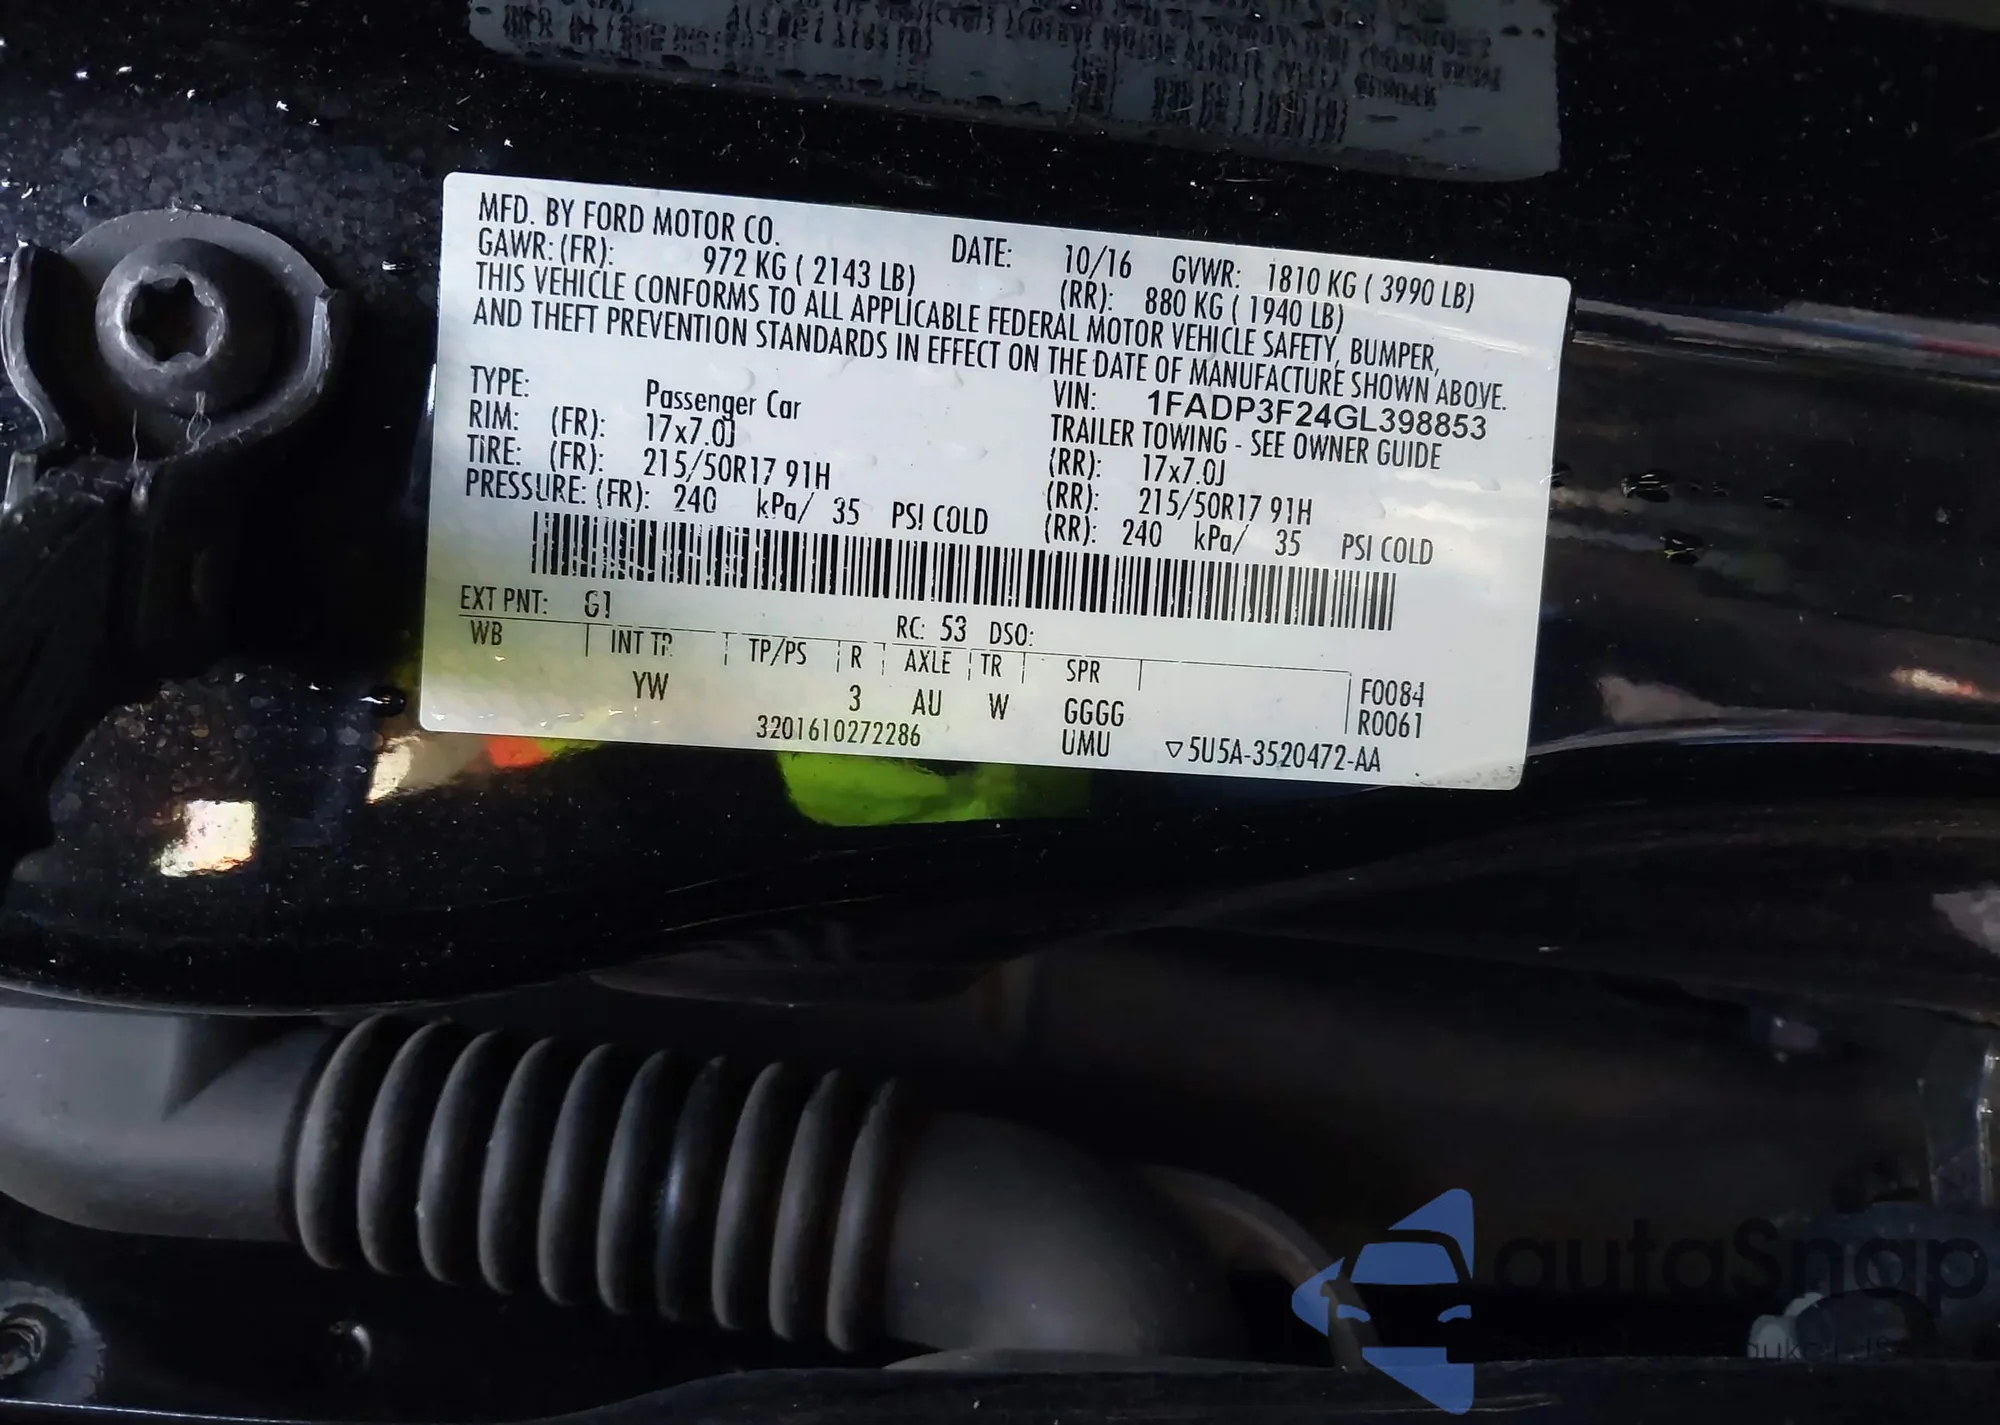 MFD. BY FORD MOTOR CO. DATE: 10/16 GVWR: 1810 KG ( 3990 LB)
GAWR: (FR): 972 KG ( 2143 LB) (RR): 880 KG ( 1940 LB)
THIS VEHICLE CONFORMS TO ALL APPLICABLE FEDERAL MOTOR VEHICLE SAFETY, BUMPER,
AND THEFT PREVENTION STANDARDS IN EFFECT ON THE DATE OF MANUFACTURE SHOWN ABOVE.
TYPE: Passenger Car VIN: 1FADP3F24GL398853
TRAILER TOWING - SEE OWNER GUIDE
RIM: (FR): 17x7.0J (RR): 17x7.0J
TIRE: (FR): 215/50R17 91H (RR): 215/50R17 91H
PRESSURE: (FR): 240 kPa/ 35 PSI COLD (RR): 240 kPa/ 35 PSI COLD
EXT PNT: G1 RC: 53 DSO:
WB INT TR TP/PS R AXLE TR SPR
YW 3 AU W GGGG F0084
UMU R0061
3201610272286 ▽5U5A-3520472-AA
autoSnap